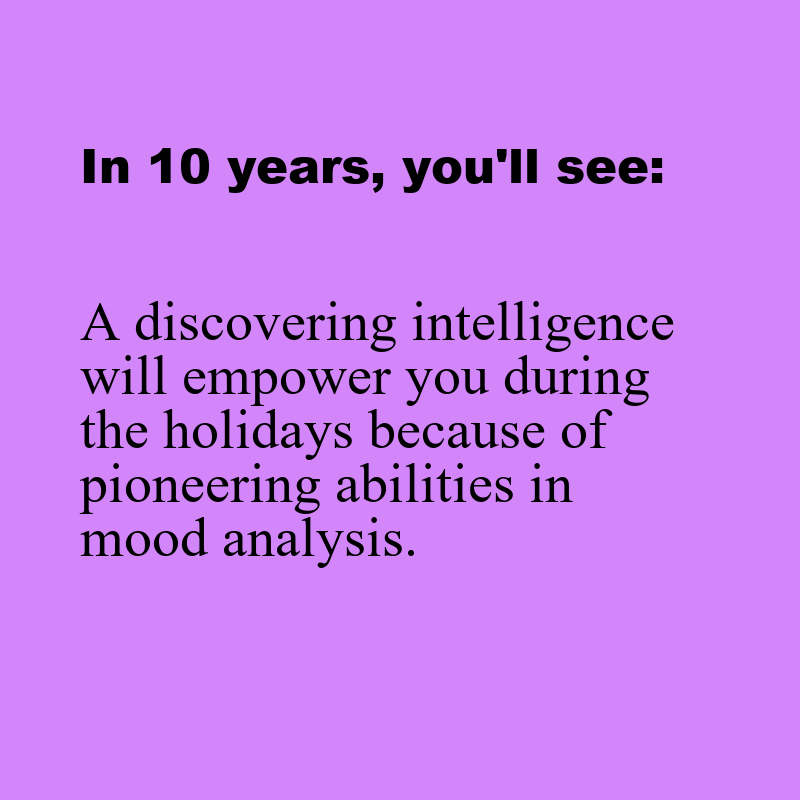 In 10 years, you'll see:
A discovering intelligence
will empower you during
the holidays because of
pioneering abilities in
mood analysis.